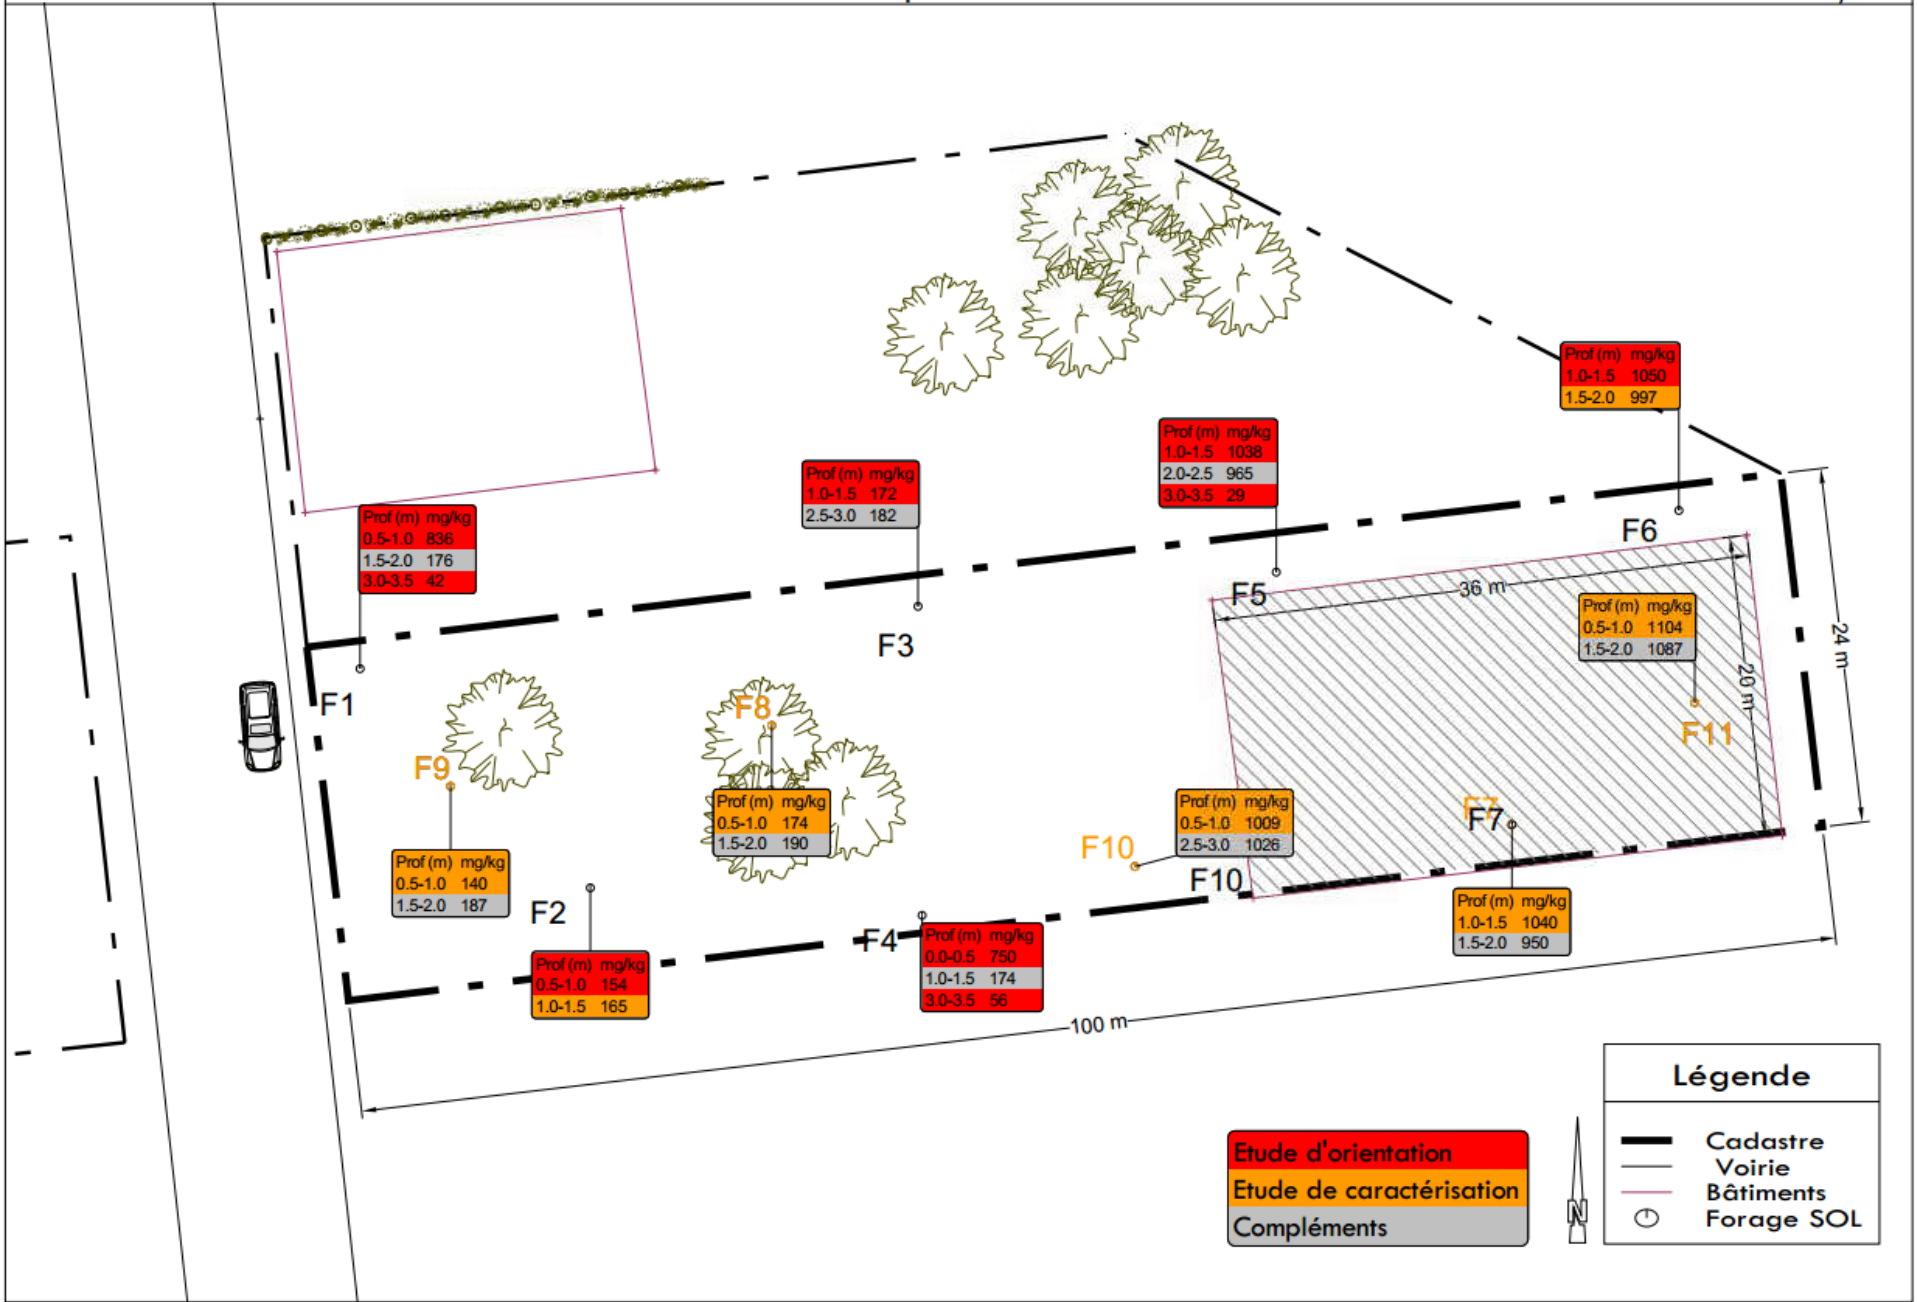 Prof (m) mg/kg
1.0-1.5 1050
1.5-2.0 997
Prof (m) mg/kg
1.0-1.5 1038
2.0-2.5 965
3.0-3.5 29
Prof (m) mg/kg
1.0-1.5 172
2.5-3.0 182
Prof (m) mg/kg
0.5-1.0 836
1.5-2.0 176
3.0-3.5 42
F6
F5
36 m
Prof (m) mg/kg
0.5-1.0 1104
1.5-2.0 1087
24 m
F3
20 m
F1
F8
F11
F9
Prof (m) mg/kg
0.5-1.0 174
1.5-2.0 190
Prof (m) mg/kg
0.5-1.0 1009
2.5-3.0 1026
F7
F7
F10
F10
Prof (m) mg/kg
0.5-1.0 140
1.5-2.0 187
F2
F4
Prof (m) mg/kg
0.0-0.5 750
1.0-1.5 174
3.0-3.5 56
Prof (m) mg/kg
1.0-1.5 1040
1.5-2.0 950
Prof (m) mg/kg
0.5-1.0 154
1.0-1.5 165
100 m
Etude d'orientation
Etude de caractérisation
Compléments
N
Légende
Cadastre
Voirie
Bâtiments
Forage SOL